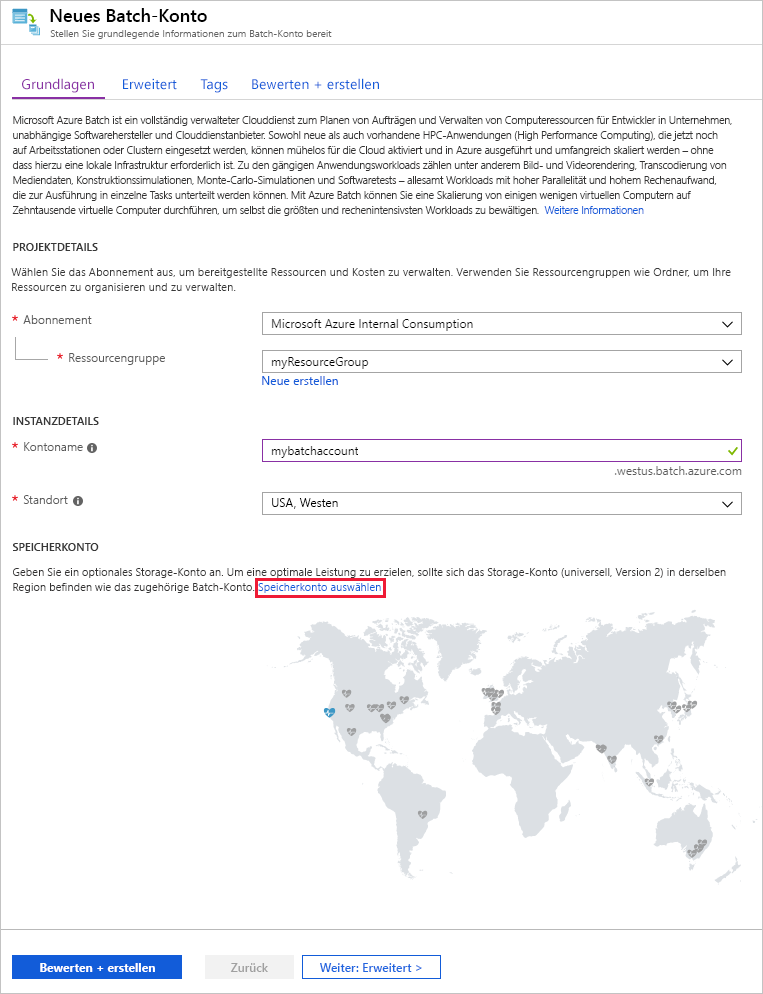 Neues Batch-Konto
Stellen Sie grundlegende Informationen zum Batch-Konto bereit
Grundlagen Erweitert Tags Bewerten + erstellen
Microsoft Azure Batch ist ein vollständig verwalteter Clouddienst zum Planen von Aufträgen und Verwalten von Computeressourcen für Entwickler in Unternehmen,
unabhängige Softwarehersteller und Clouddienstanbieter. Sowohl neue als auch vorhandene HPC-Anwendungen (High Performance Computing), die jetzt noch
auf Arbeitsstationen oder Clustern eingesetzt werden, können mühelos für die Cloud aktiviert und in Azure ausgeführt und umfangreich skaliert werden – ohne
dass hierzu eine lokale Infrastruktur erforderlich ist. Zu den gängigen Anwendungsworkloads zählen unter anderem Bild- und Videorendering, Transcodierung von
Mediendaten, Konstruktionssimulationen, Monte-Carlo-Simulationen und Softwaretests – allesamt Workloads mit hoher Parallelität und hohem Rechenaufwand,
die zur Ausführung in einzelne Tasks unterteilt werden können. Mit Azure Batch können Sie eine Skalierung von einigen wenigen virtuellen Computern auf
Zehntausende virtuelle Computer durchführen, um selbst die größten und rechenintensivsten Workloads zu bewältigen. Weitere Informationen
PROJEKTDETAILS
Wählen Sie das Abonnement aus, um bereitgestellte Ressourcen und Kosten zu verwalten. Verwenden Sie Ressourcengruppen wie Ordner, um Ihre
Ressourcen zu organisieren und zu verwalten.
* Abonnement Microsoft Azure Internal Consumption
* Ressourcengruppe myResourceGroup
Neue erstellen
INSTANZDETAILS
* Kontoname mybatchaccount
.westus.batch.azure.com
* Standort USA, Westen
SPEICHERKONTO
Geben Sie ein optionales Storage-Konto an. Um eine optimale Leistung zu erzielen, sollte sich das Storage-Konto (universell, Version 2) in derselben
Region befinden wie das zugehörige Batch-Konto. Speicherkonto auswählen
Bewerten + erstellen Zurück Weiter: Erweitert >